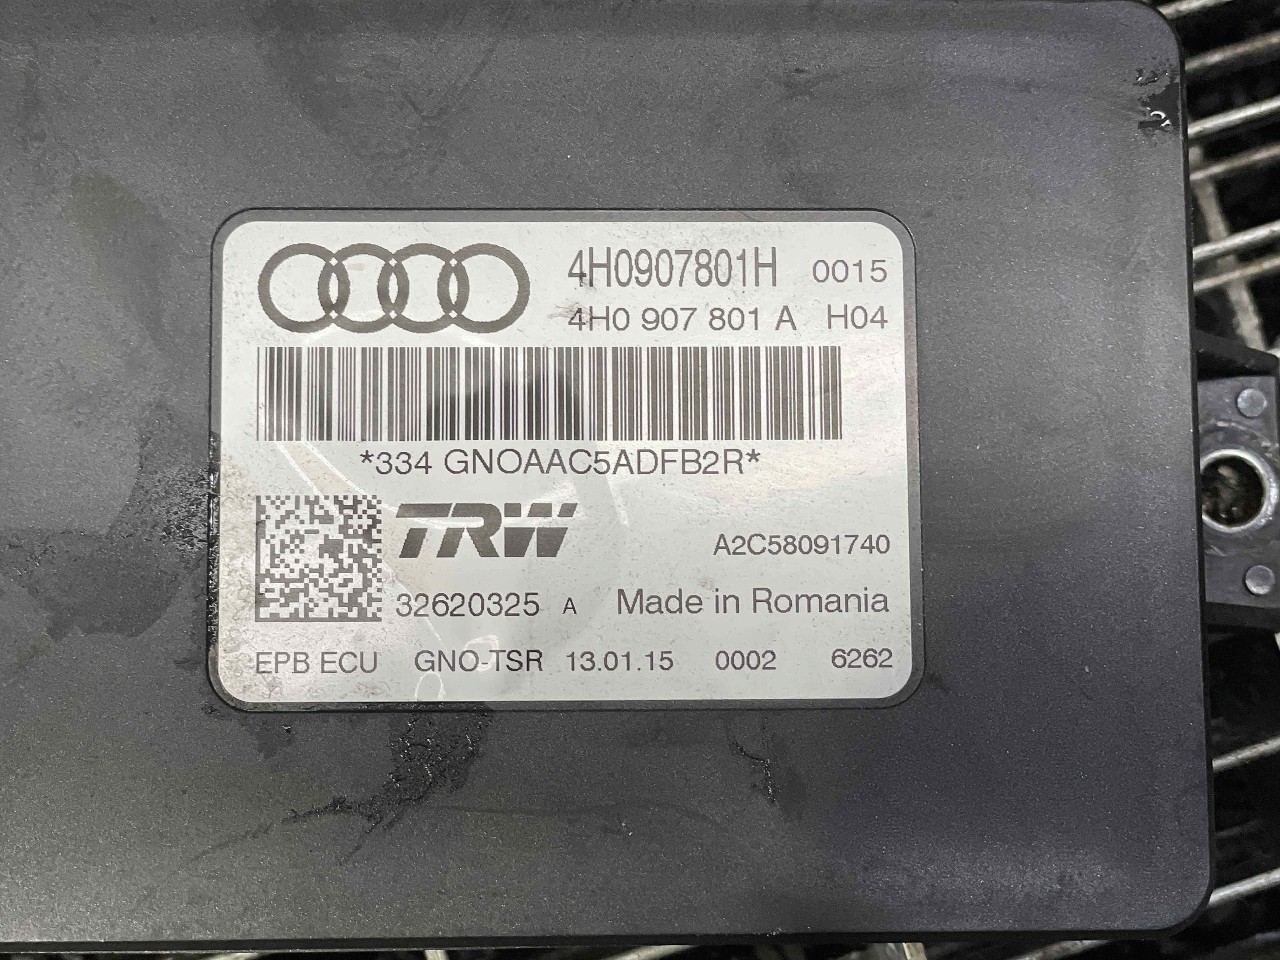 4H0907801H 0015
4H0 907 801 A H04
*334 GNOAAC5ADFB2R*
TRW
A2C58091740
32620325 A Made in Romania
EPB ECU GNO-TSR 13.01.15 0002 6262